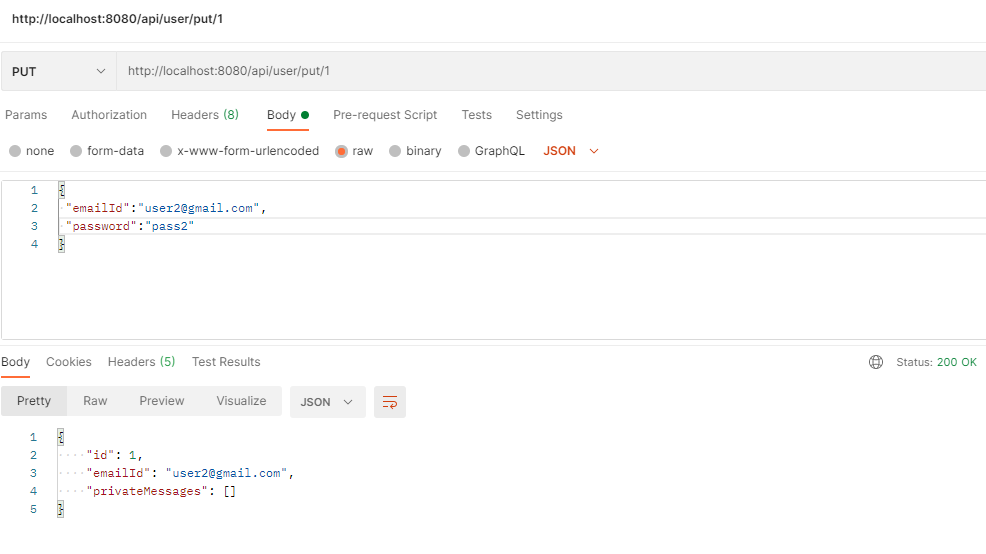 http://localhost:8080/api/user/put/1
PUT http://localhost:8080/api/user/put/1
Params Authorization Headers (8) Body Pre-request Script Tests Settings
none form-data x-www-form-urlencoded raw binary GraphQL JSON
1 {
2 "emailId":"user2@gmail.com",
3 "password":"pass2"
4 }
Body Cookies Headers (5) Test Results Status: 200 OK
Pretty Raw Preview Visualize JSON
1 {
2 "id": 1,
3 "emailId": "user2@gmail.com",
4 "privateMessages": []
5 }